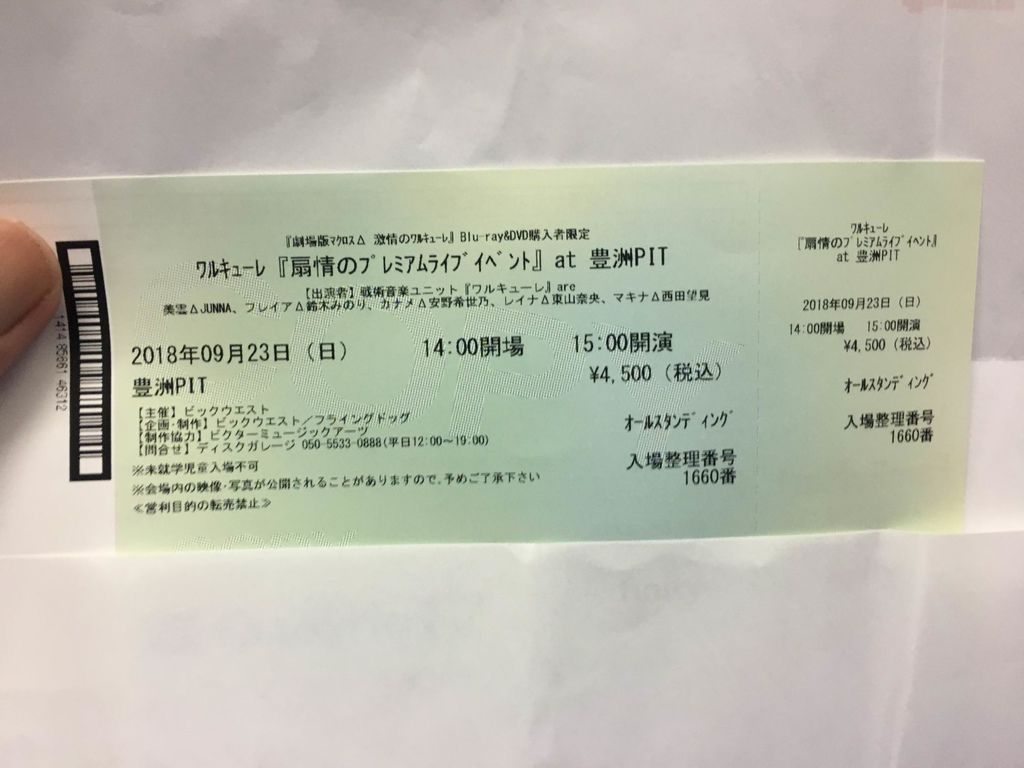 『劇場版マクロスΔ 激情のワルキューレ』Blu-ray&DVD購入者限定
ワルキューレ『扇情のプレミアムライブイベント』at 豊洲PIT
【出演者】戦術音楽ユニット『ワルキューレ』are
美雲△JUNNA、フレイア△鈴木みのり、カナメ△安野希世乃、レイナ△東山奈央、マキナ△西田望見
2018年09月23日（日） 14:00開場 15:00開演
豊洲PIT ¥4,500（税込）
【主催】ビックウエスト
【企画・制作】ビックウエスト／フライングドッグ
【制作協力】ビクターミュージックアーツ
【問合せ】ディスクガレージ 050-5533-0888(平日12:00～19:00)
オールスタンディング
※未就学児童入場不可
※会場内の映像・写真が公開されることがありますので、予めご了承下さい
≪営利目的の転売禁止≫
入場整理番号
1660番
ワルキューレ
『扇情のプレミアムライブイベント』
at 豊洲PIT
2018年09月23日（日）
14:00開場 15:00開演
¥4,500（税込）
オールスタンディング
入場整理番号
1660番
1414 85661 46312